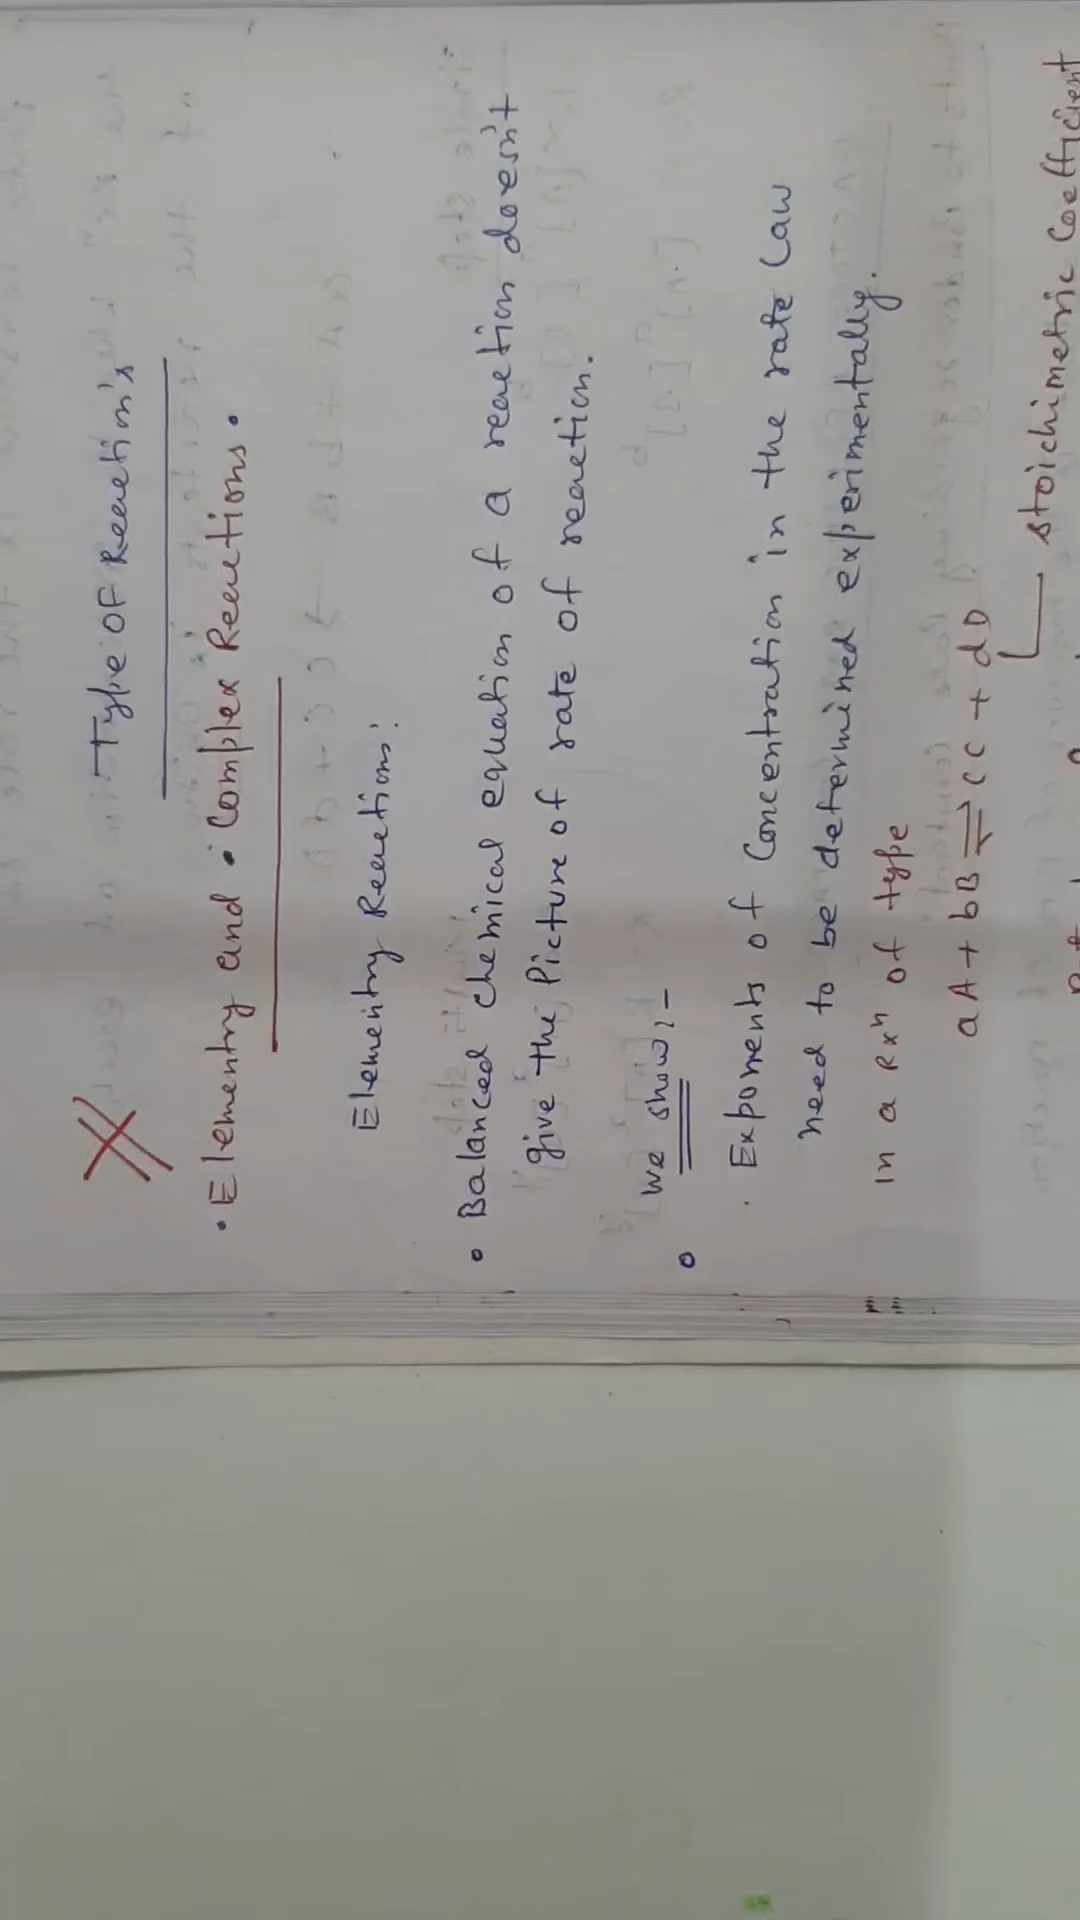 Type OF Reaction's
• Elementry and • Complex Reactions •
Elementry Reactions:
• Balanced chemical equation of a reaction doresn't
give the Picture of rate of reaction.
• We show:-
• Exponents of Concentration in the rate Law
need to be determined experimentally.
in a Rxn of type
aA + bB ⇌ cC + dD
Stoichimetric Coefficient